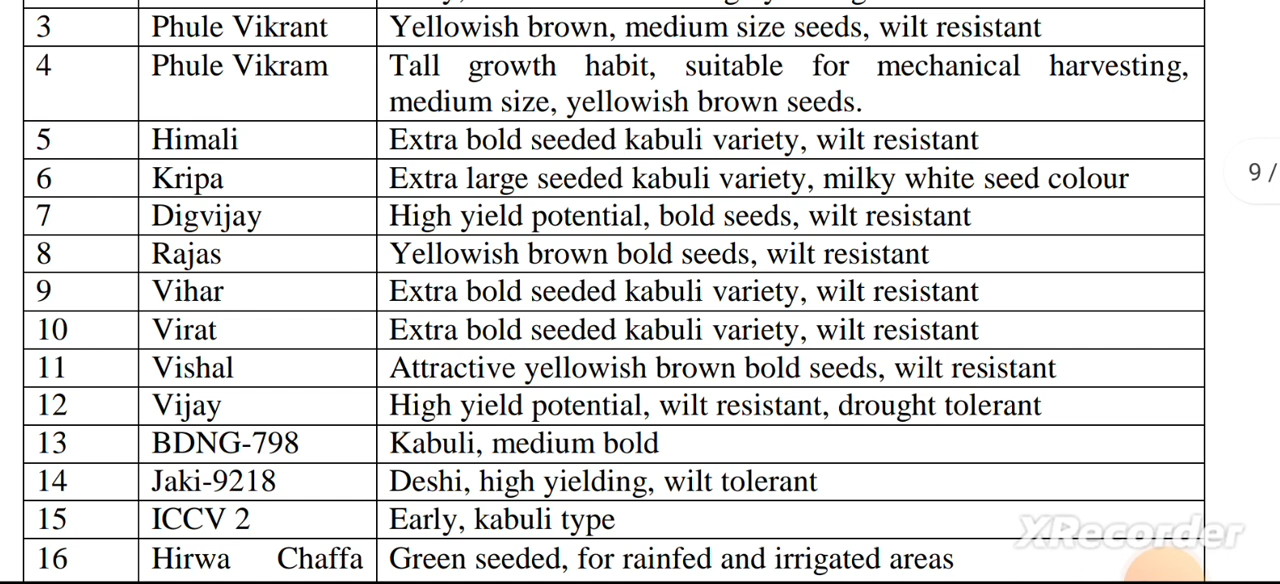 3 Phule Vikrant Yellowish brown, medium size seeds, wilt resistant
4 Phule Vikram Tall growth habit, suitable for mechanical harvesting,
medium size, yellowish brown seeds.
5 Himali Extra bold seeded kabuli variety, wilt resistant
6 Kripa Extra large seeded kabuli variety, milky white seed colour
9 /
7 Digvijay High yield potential, bold seeds, wilt resistant
8 Rajas Yellowish brown bold seeds, wilt resistant
9 Vihar Extra bold seeded kabuli variety, wilt resistant
10 Virat Extra bold seeded kabuli variety, wilt resistant
11 Vishal Attractive yellowish brown bold seeds, wilt resistant
12 Vijay High yield potential, wilt resistant, drought tolerant
13 BDNG-798 Kabuli, medium bold
14 Jaki-9218 Deshi, high yielding, wilt tolerant
15 ICCV 2 Early, kabuli type
XRecorder
16 Hirwa Chaffa Green seeded, for rainfed and irrigated areas